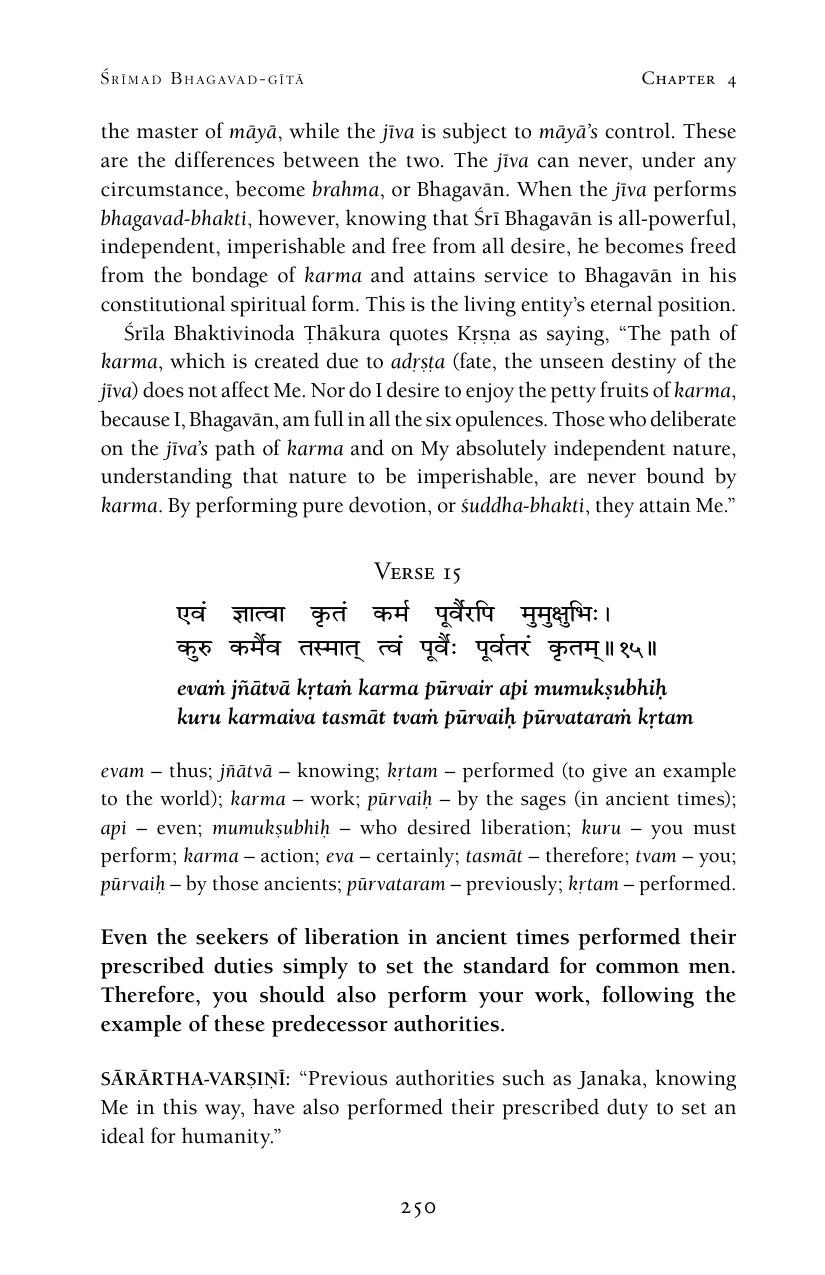 Śrīmad Bhagavad-gītā Chapter 4
the master of māyā, while the jīva is subject to māyā’s control. These
are the differences between the two. The jīva can never, under any
circumstance, become brahma, or Bhagavān. When the jīva performs
bhagavad-bhakti, however, knowing that Śrī Bhagavān is all-powerful,
independent, imperishable and free from all desire, he becomes freed
from the bondage of karma and attains service to Bhagavān in his
constitutional spiritual form. This is the living entity’s eternal position.
Śrīla Bhaktivinoda Ṭhākura quotes Kṛṣṇa as saying, “The path of
karma, which is created due to adṛṣṭa (fate, the unseen destiny of the
jīva) does not affect Me. Nor do I desire to enjoy the petty fruits of karma,
because I, Bhagavān, am full in all the six opulences. Those who deliberate
on the jīva’s path of karma and on My absolutely independent nature,
understanding that nature to be imperishable, are never bound by
karma. By performing pure devotion, or śuddha-bhakti, they attain Me.”
Verse 15
एवं ज्ञात्वा कृतं कर्म पूर्वैरपि मुमुक्षुभिः।
कुरु कर्मैव तस्मात् त्वं पूर्वैः पूर्वतरं कृतम्॥१५॥
evaṁ jñātvā kṛtaṁ karma pūrvair api mumukṣubhiḥ
kuru karmaiva tasmāt tvaṁ pūrvaiḥ pūrvataraṁ kṛtam
evam – thus; jñātvā – knowing; kṛtam – performed (to give an example
to the world); karma – work; pūrvaiḥ – by the sages (in ancient times);
api – even; mumukṣubhiḥ – who desired liberation; kuru – you must
perform; karma – action; eva – certainly; tasmāt – therefore; tvam – you;
pūrvaiḥ – by those ancients; pūrvataram – previously; kṛtam – performed.
Even the seekers of liberation in ancient times performed their
prescribed duties simply to set the standard for common men.
Therefore, you should also perform your work, following the
example of these predecessor authorities.
SĀRĀRTHA-VARṢIṆĪ: “Previous authorities such as Janaka, knowing
Me in this way, have also performed their prescribed duty to set an
ideal for humanity.”
250